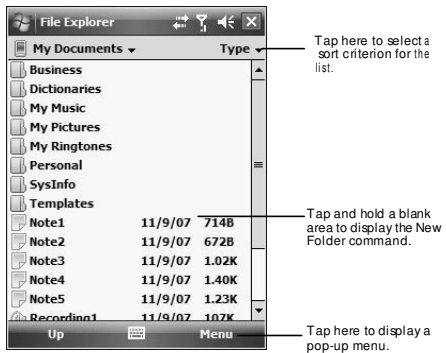 File Explorer
My Documents Type
Business
Dictionaries
My Music
My Pictures
My Ringtones
Personal
SysInfo
Templates
Note1 11/9/07 714B
Note2 11/9/07 672B
Note3 11/9/07 1.02K
Note4 11/9/07 1.40K
Note5 11/9/07 1.23K
Recording1 11/9/07 107K
Up Menu
Tap here to select a
sort criterion for the
list.
Tap and hold a blank
area to display the New
Folder command.
Tap here to display a
pop-up menu.